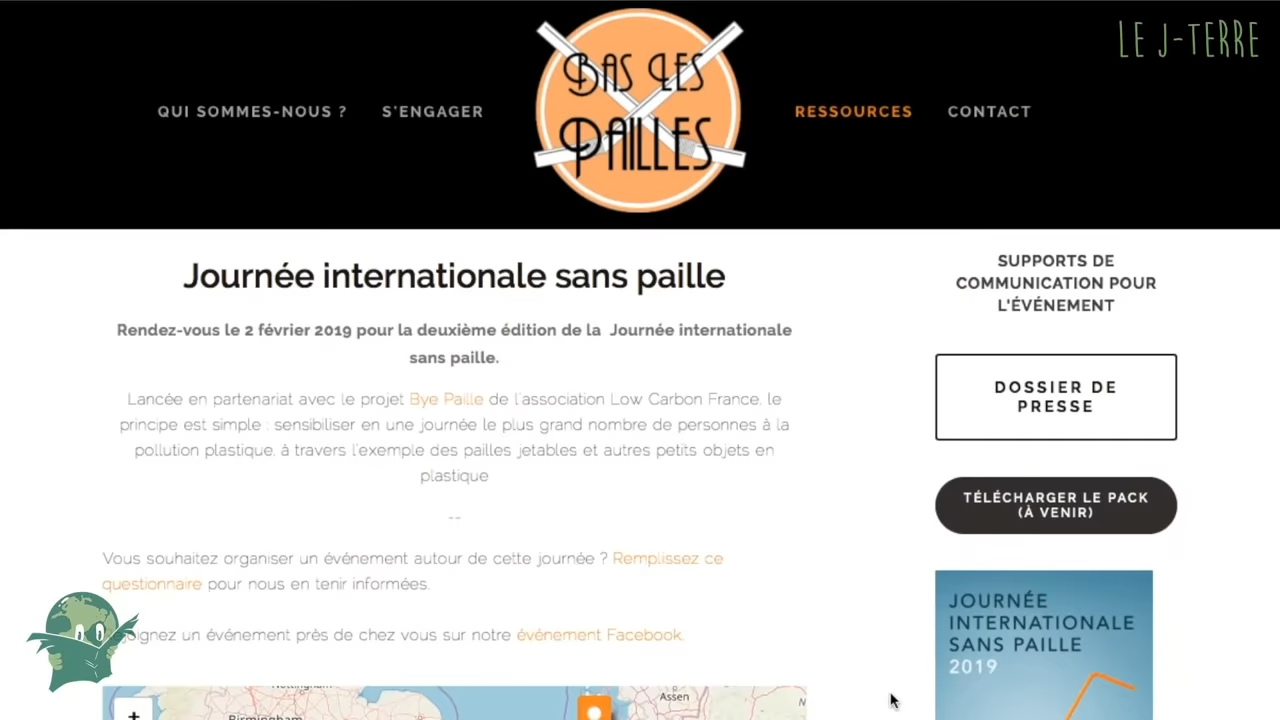 LE J-TERRE
QUI SOMMES-NOUS ?
S'ENGAGER
BAS LES
PAILLES
RESSOURCES
CONTACT
Journée internationale sans paille
Rendez-vous le 2 février 2019 pour la deuxième édition de la Journée internationale
sans paille.
Lancée en partenariat avec le projet Bye Paille de l'association Low Carbon France, le
principe est simple : sensibiliser en une journée le plus grand nombre de personnes à la
pollution plastique, à travers l'exemple des pailles jetables et autres petits objets en
plastique
--
Vous souhaitez organiser un événement autour de cette journée ? Remplissez ce
questionnaire pour nous en tenir informées.
un événement près de chez vous sur notre événement Facebook.
+
Birmingham
Assen
N
SUPPORTS DE
COMMUNICATION POUR
L'ÉVÉNEMENT
DOSSIER DE
PRESSE
TÉLÉCHARGER LE PACK
(À VENIR)
JOURNÉE
INTERNATIONALE
SANS PAILLE
2019